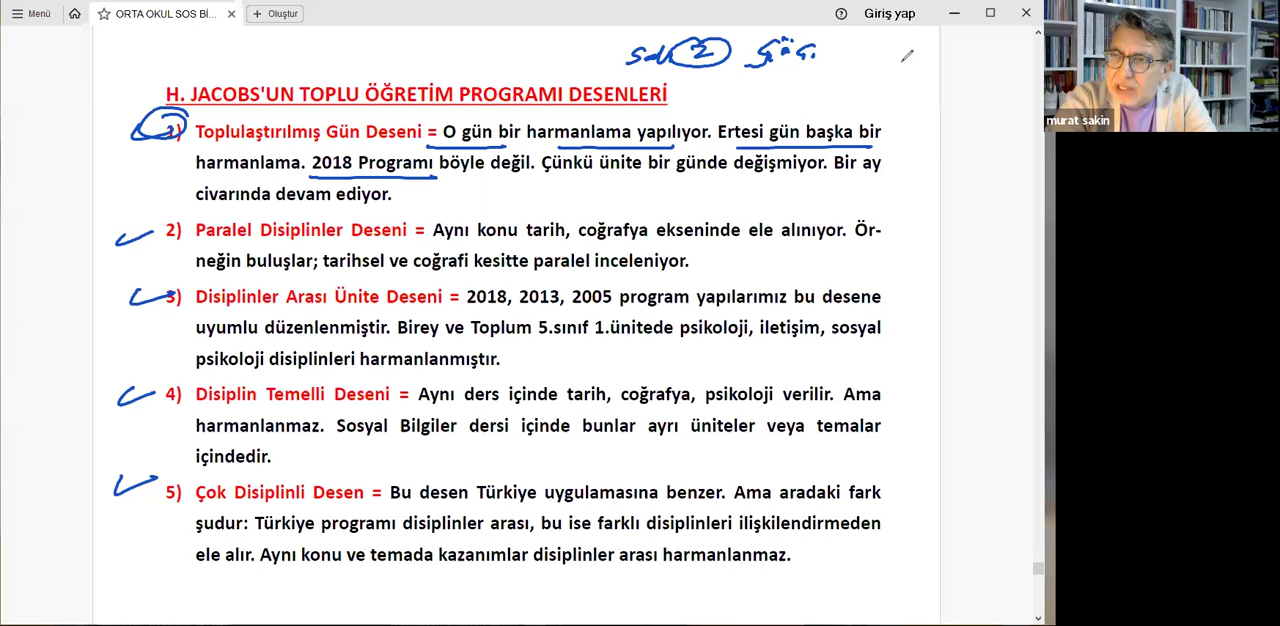 Menü
ORTA OKUL SOS Bİ...
Oluştur
Giriş yap
murat sakin
H. JACOBS'UN TOPLU ÖĞRETİM PROGRAMI DESENLERİ
Toplulaştırılmış Gün Deseni = O gün bir harmanlama yapılıyor. Ertesi gün başka bir
harmanlama. 2018 Programı böyle değil. Çünkü ünite bir günde değişmiyor. Bir ay
civarında devam ediyor.
2) Paralel Disiplinler Deseni = Aynı konu tarih, coğrafya ekseninde ele alınıyor. Ör-
neğin buluşlar; tarihsel ve coğrafi kesitte paralel inceleniyor.
3) Disiplinler Arası Ünite Deseni = 2018, 2013, 2005 program yapılarımız bu desene
uyumlu düzenlenmiştir. Birey ve Toplum 5.sınıf 1.ünitede psikoloji, iletişim, sosyal
psikoloji disiplinleri harmanlanmıştır.
4) Disiplin Temelli Deseni = Aynı ders içinde tarih, coğrafya, psikoloji verilir. Ama
harmanlanmaz. Sosyal Bilgiler dersi içinde bunlar ayrı üniteler veya temalar
içindedir.
5) Çok Disiplinli Desen = Bu desen Türkiye uygulamasına benzer. Ama aradaki fark
şudur: Türkiye programı disiplinler arası, bu ise farklı disiplinleri ilişkilendirmeden
ele alır. Aynı konu ve temada kazanımlar disiplinler arası harmanlanmaz.